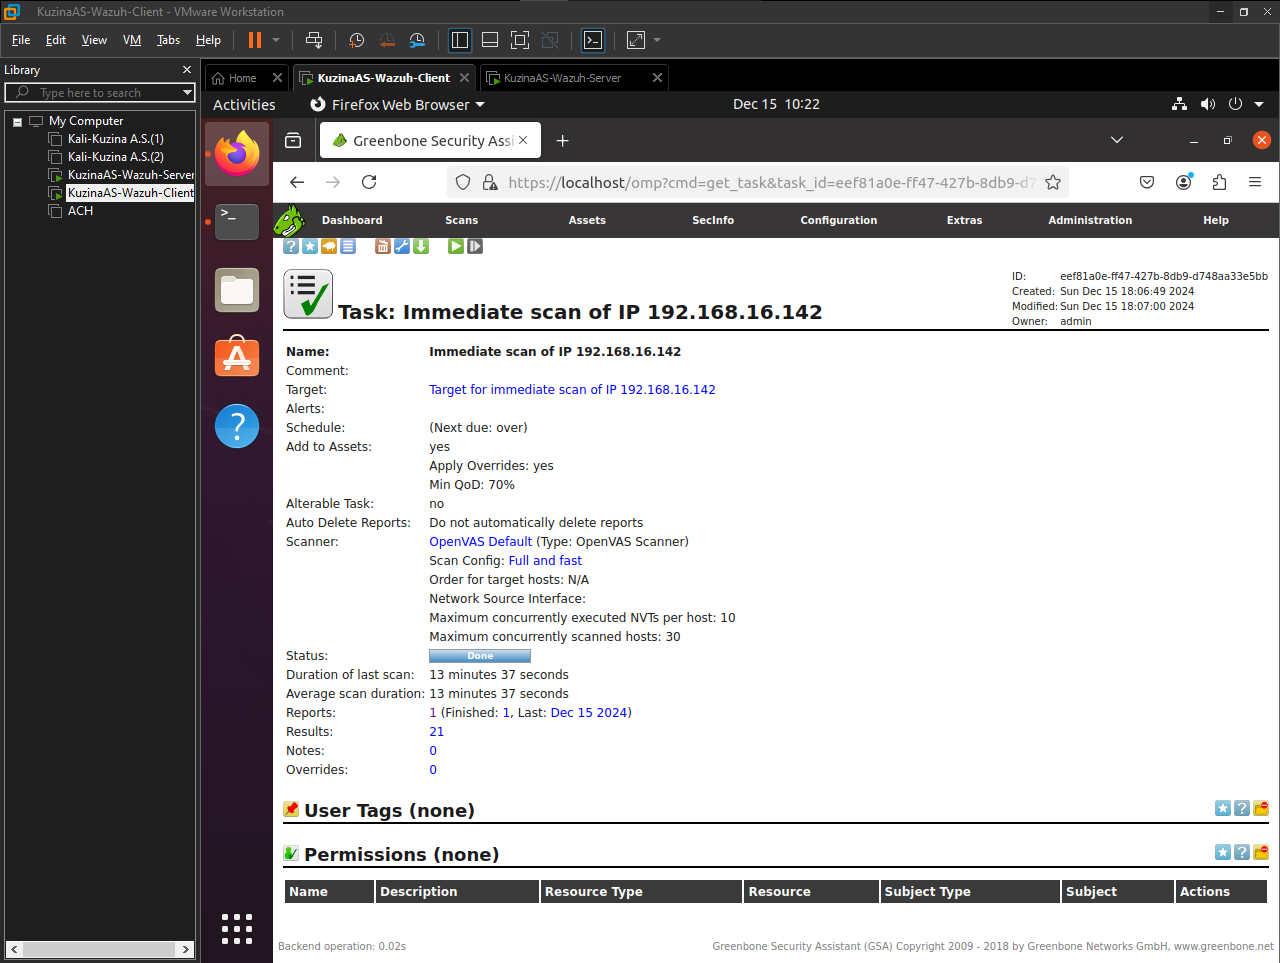 KuzinaAS-Wazuh-Client - VMware Workstation
File Edit View VM Tabs Help
Library
Type here to search
My Computer
Kali-Kuzina A.S.(1)
Kali-Kuzina A.S.(2)
KuzinaAS-Wazuh-Server
KuzinaAS-Wazuh-Client
ACH
Home KuzinaAS-Wazuh-Client KuzinaAS-Wazuh-Server
Activities Firefox Web Browser Dec 15 10:22
Greenbone Security Assi
https://localhost/omp?cmd=get_task&task_id=eef81a0e-ff47-427b-8db9-d7
Dashboard Scans Assets SecInfo Configuration Extras Administration Help
ID: eef81a0e-ff47-427b-8db9-d748aa33e5bb
Created: Sun Dec 15 18:06:49 2024
Modified: Sun Dec 15 18:07:00 2024
Owner: admin
Task: Immediate scan of IP 192.168.16.142
Name: Immediate scan of IP 192.168.16.142
Comment:
Target: Target for immediate scan of IP 192.168.16.142
Alerts:
Schedule: (Next due: over)
Add to Assets: yes
Apply Overrides: yes
Min QoD: 70%
Alterable Task: no
Auto Delete Reports: Do not automatically delete reports
Scanner: OpenVAS Default (Type: OpenVAS Scanner)
Scan Config: Full and fast
Order for target hosts: N/A
Network Source Interface:
Maximum concurrently executed NVTs per host: 10
Maximum concurrently scanned hosts: 30
Status: Done
Duration of last scan: 13 minutes 37 seconds
Average scan duration: 13 minutes 37 seconds
Reports: 1 (Finished: 1, Last: Dec 15 2024)
Results: 21
Notes: 0
Overrides: 0
User Tags (none)
Permissions (none)
Name Description Resource Type Resource Subject Type Subject Actions
Backend operation: 0.02s
Greenbone Security Assistant (GSA) Copyright 2009 - 2018 by Greenbone Networks GmbH, www.greenbone.net